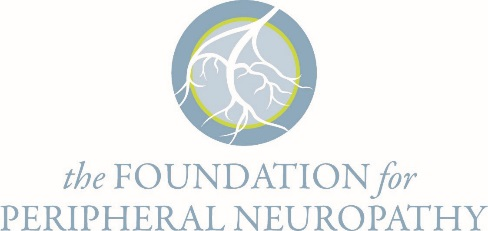 the FOUNDATION for
PERIPHERAL NEUROPATHY